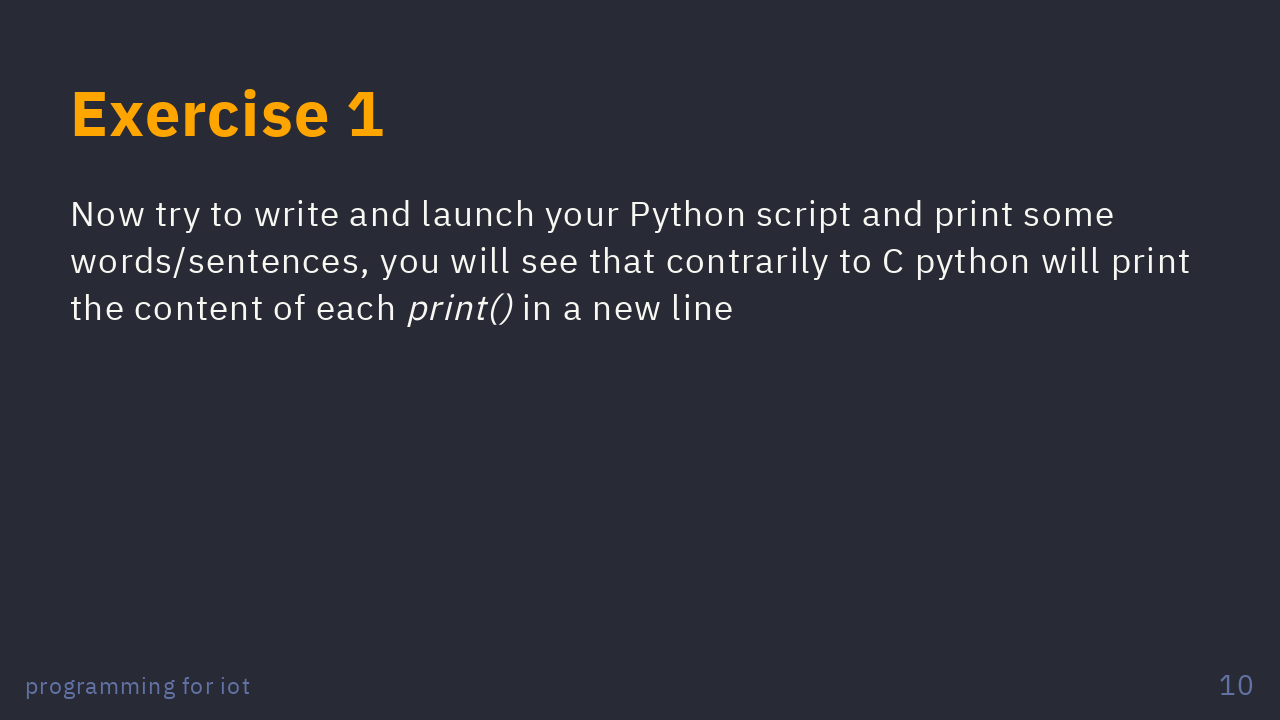 Exercise 1
Now try to write and launch your Python script and print some
words/sentences, you will see that contrarily to C python will print
the content of each print() in a new line
programming for iot
10